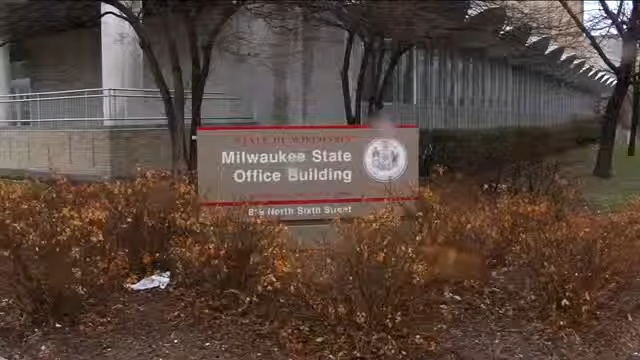 STATE OF WISCONSIN
Milwaukee State
Office Building
819 North Sixth Street